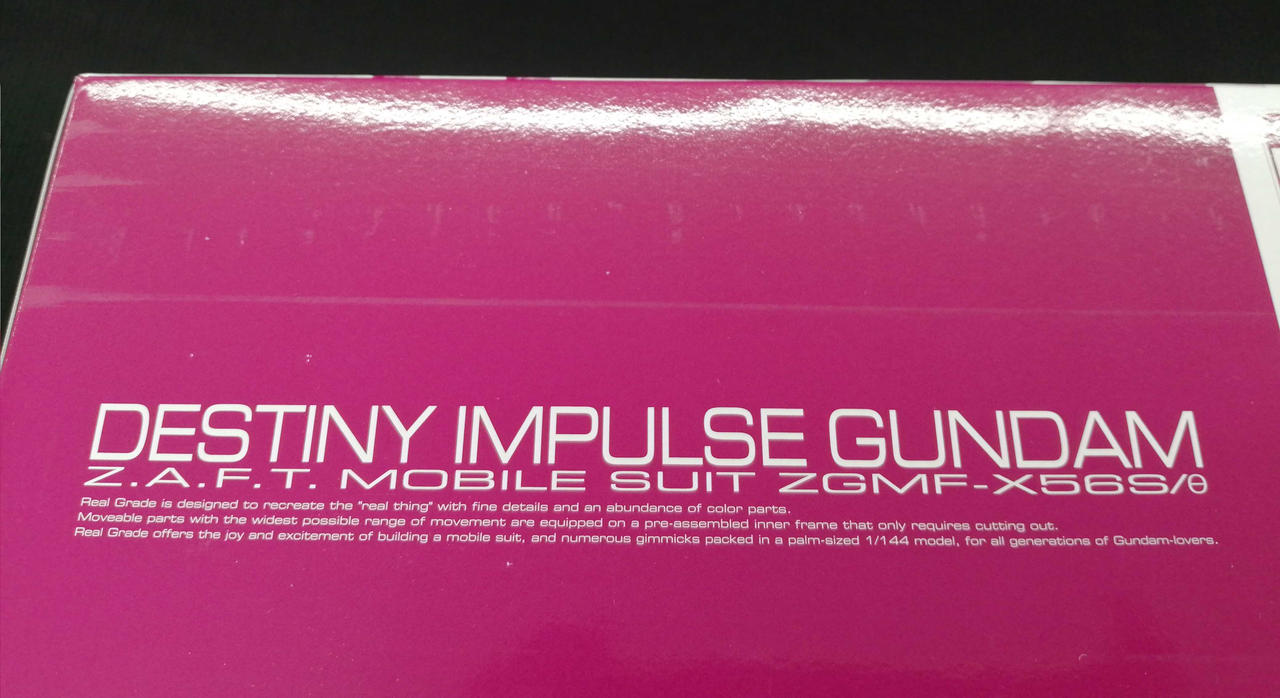 DESTINY IMPULSE GUNDAM
Z.A.F.T. MOBILE SUIT ZGMF-X56S/θ
Real Grade is designed to recreate the "real thing" with fine details and an abundance of color parts.
Moveable parts with the widest possible range of movement are equipped on a pre-assembled inner frame that only requires cutting out.
Real Grade offers the joy and excitement of building a mobile suit, and numerous gimmicks packed in a palm-sized 1/144 model, for all generations of Gundam-lovers.